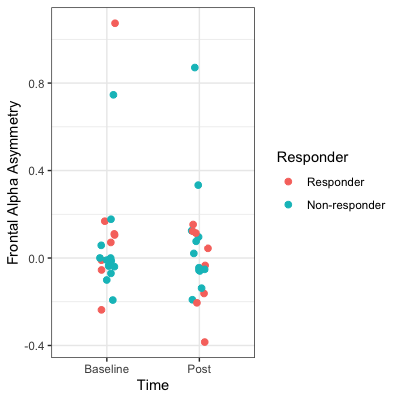 Frontal Alpha Asymmetry
0.8
0.4
0.0
-0.4
Baseline
Post
Time
Responder
Responder
Non-responder